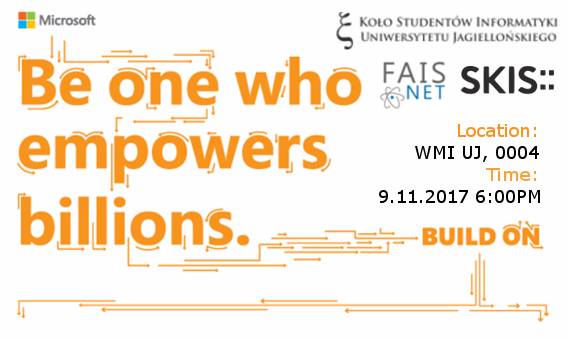 Microsoft
Koło Studentów Informatyki
Uniwersytetu Jagiellońskiego
Be one who
empowers
billions.
FAIS
NET
SKIS::
Location:
WMI UJ, 0004
Time:
9.11.2017 6:00PM
BUILD ON